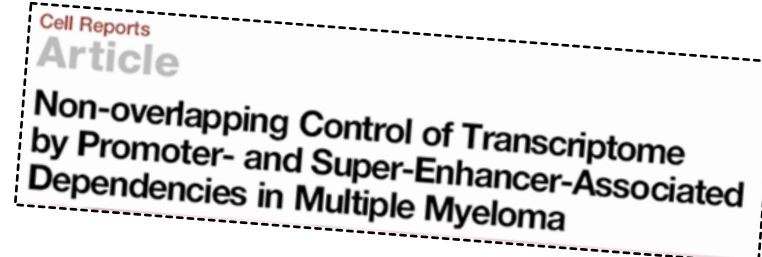 Cell Reports
Article
Non-overlapping Control of Transcriptome
by Promoter- and Super-Enhancer-Associated
Dependencies in Multiple Myeloma